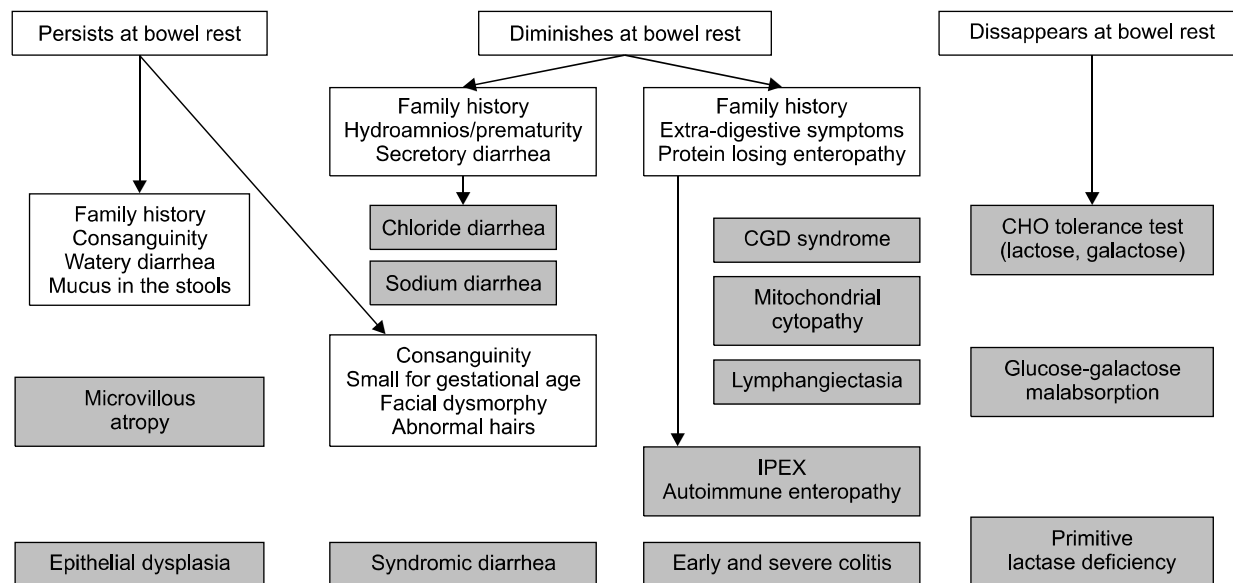 Persists at bowel rest
Diminishes at bowel rest
Dissappears at bowel rest
Family history
Hydroamnios/prematurity
Secretory diarrhea
Family history
Extra-digestive symptoms
Protein losing enteropathy
Family history
Consanguinity
Watery diarrhea
Mucus in the stools
Chloride diarrhea
Sodium diarrhea
CGD syndrome
Mitochondrial
cytopathy
Lymphangiectasia
CHO tolerance test
(lactose, galactose)
Consanguinity
Small for gestational age
Facial dysmorphy
Abnormal hairs
Microvillous
atropy
Glucose-galactose
malabsorption
IPEX
Autoimmune enteropathy
Epithelial dysplasia
Syndromic diarrhea
Early and severe colitis
Primitive
lactase deficiency